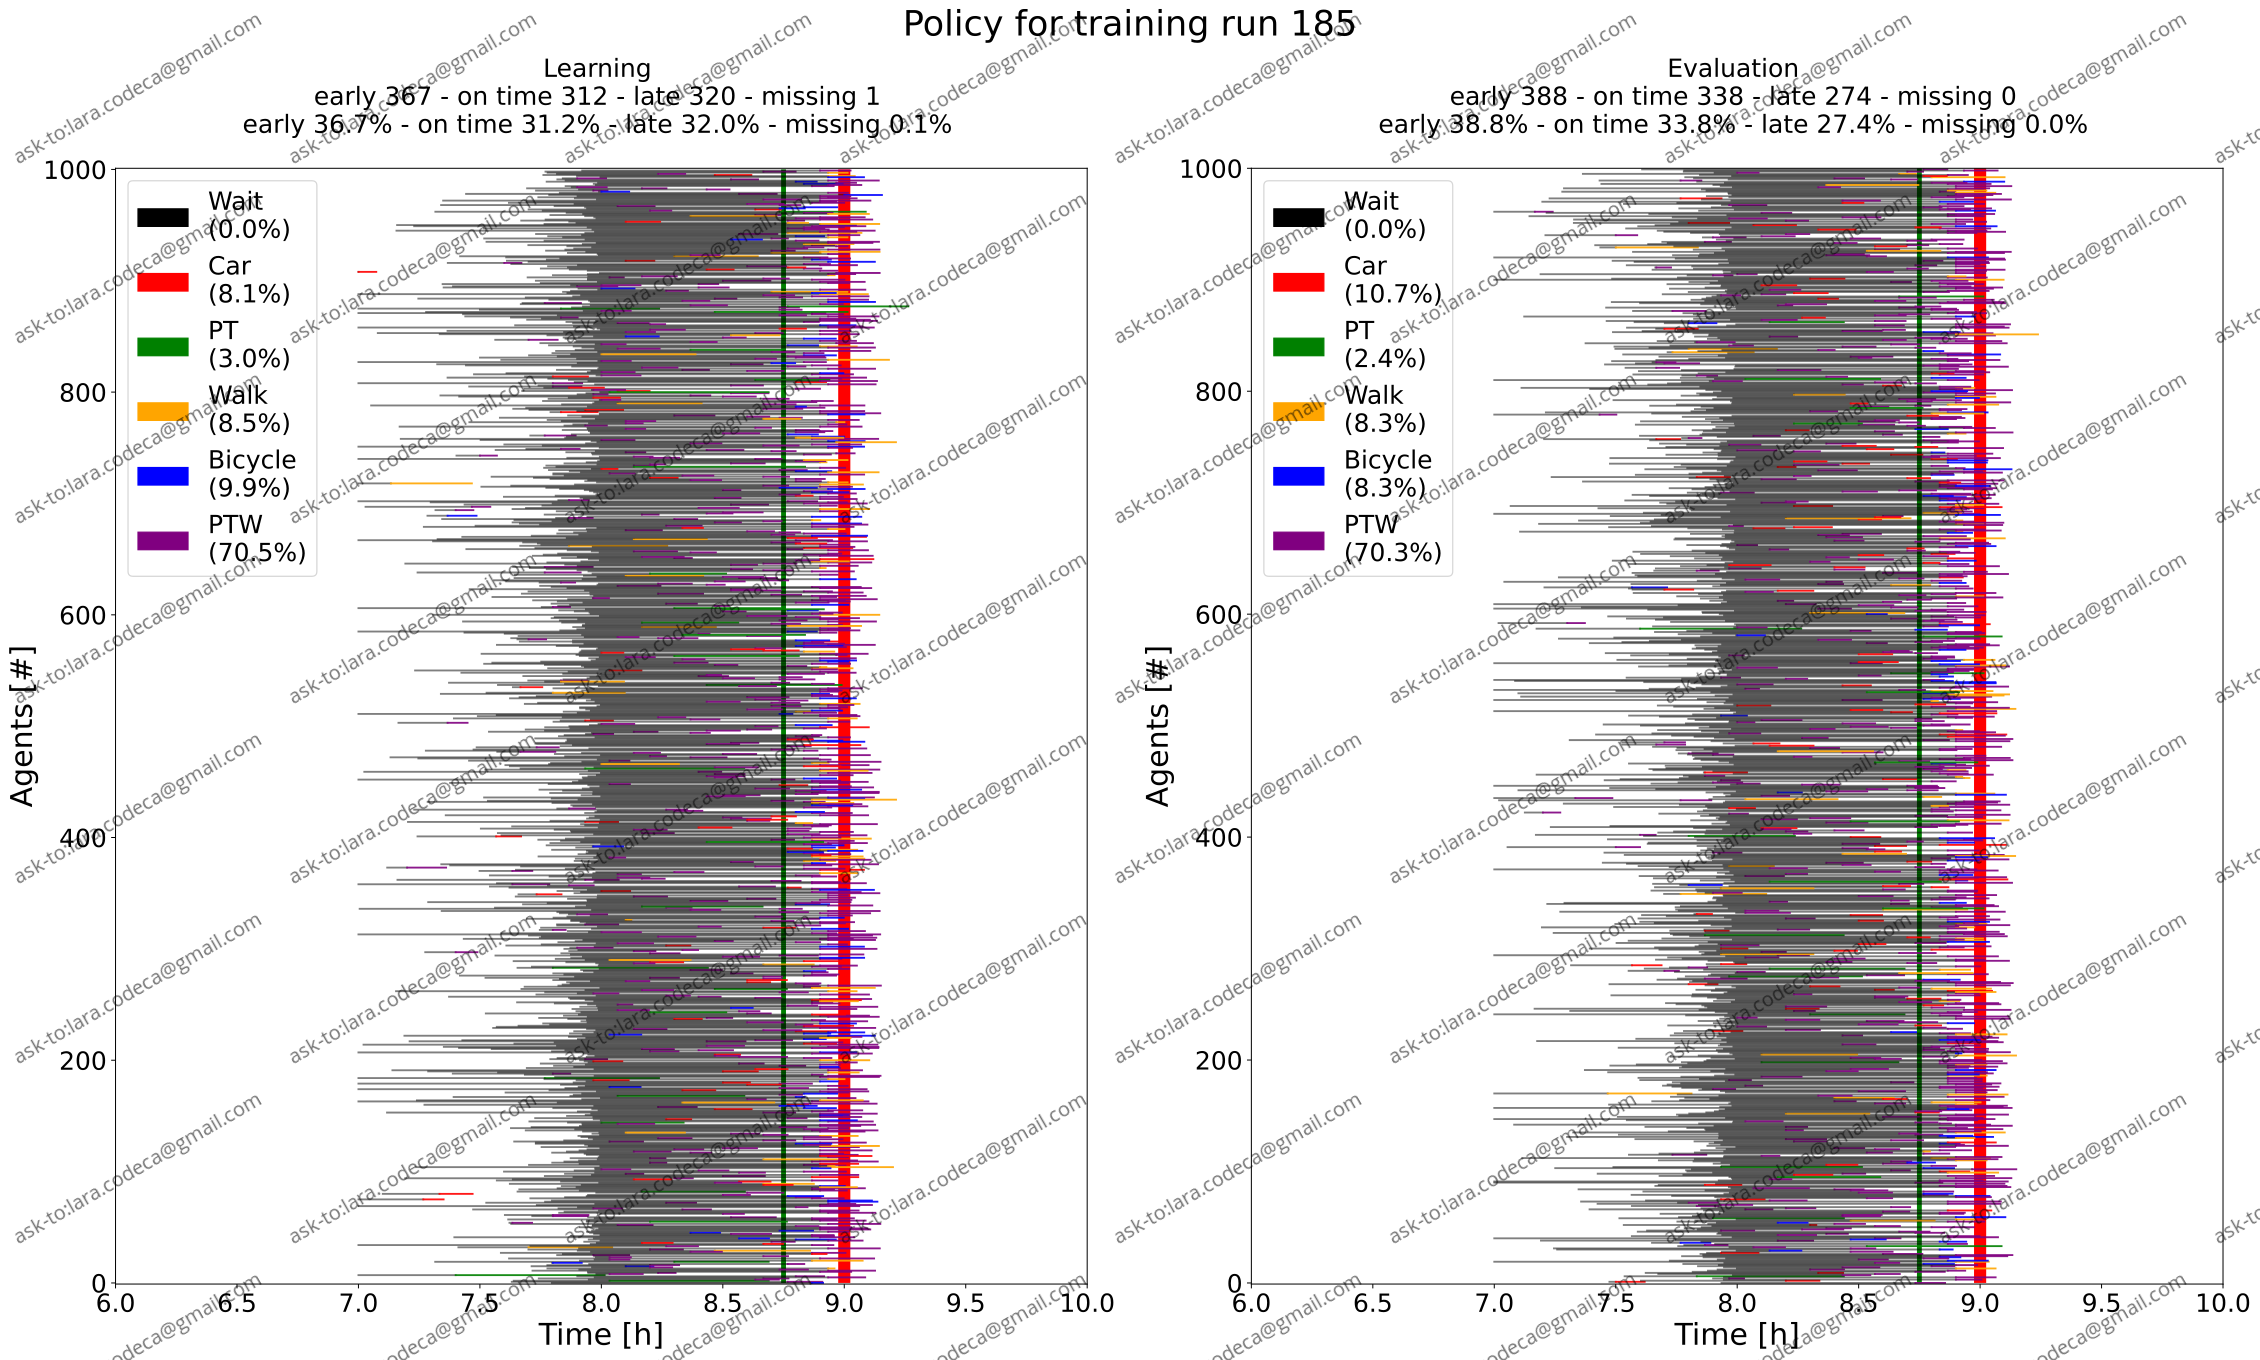 Policy for training run 185
Learning
early 367 - on time 312 - late 320 - missing 1
early 36.7% - on time 31.2% - late 32.0% - missing 0.1%
1000
800
600
400
200
0
Agents [#]
Wait
(0.0%)
Car
(8.1%)
PT
(3.0%)
Walk
(8.5%)
Bicycle
(9.9%)
PTW
(70.5%)
6.0 6.5 7.0 7.5 8.0 8.5 9.0 9.5 10.0
Time [h]
Evaluation
early 388 - on time 338 - late 274 - missing 0
early 38.8% - on time 33.8% - late 27.4% - missing 0.0%
1000
800
600
400
200
0
Agents [#]
Wait
(0.0%)
Car
(10.7%)
PT
(2.4%)
Walk
(8.3%)
Bicycle
(8.3%)
PTW
(70.3%)
6.0 6.5 7.0 7.5 8.0 8.5 9.0 9.5 10.0
Time [h]
ask-to:lara.codeca@gmail.com